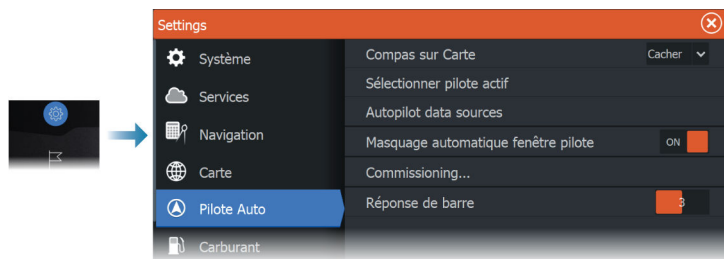 Settings
Système
Services
Navigation
Carte
Pilote Auto
Carburant
Compas sur Carte Cacher
Sélectionner pilote actif
Autopilot data sources
Masquage automatique fenêtre pilote ON
Commissioning...
Réponse de barre 3